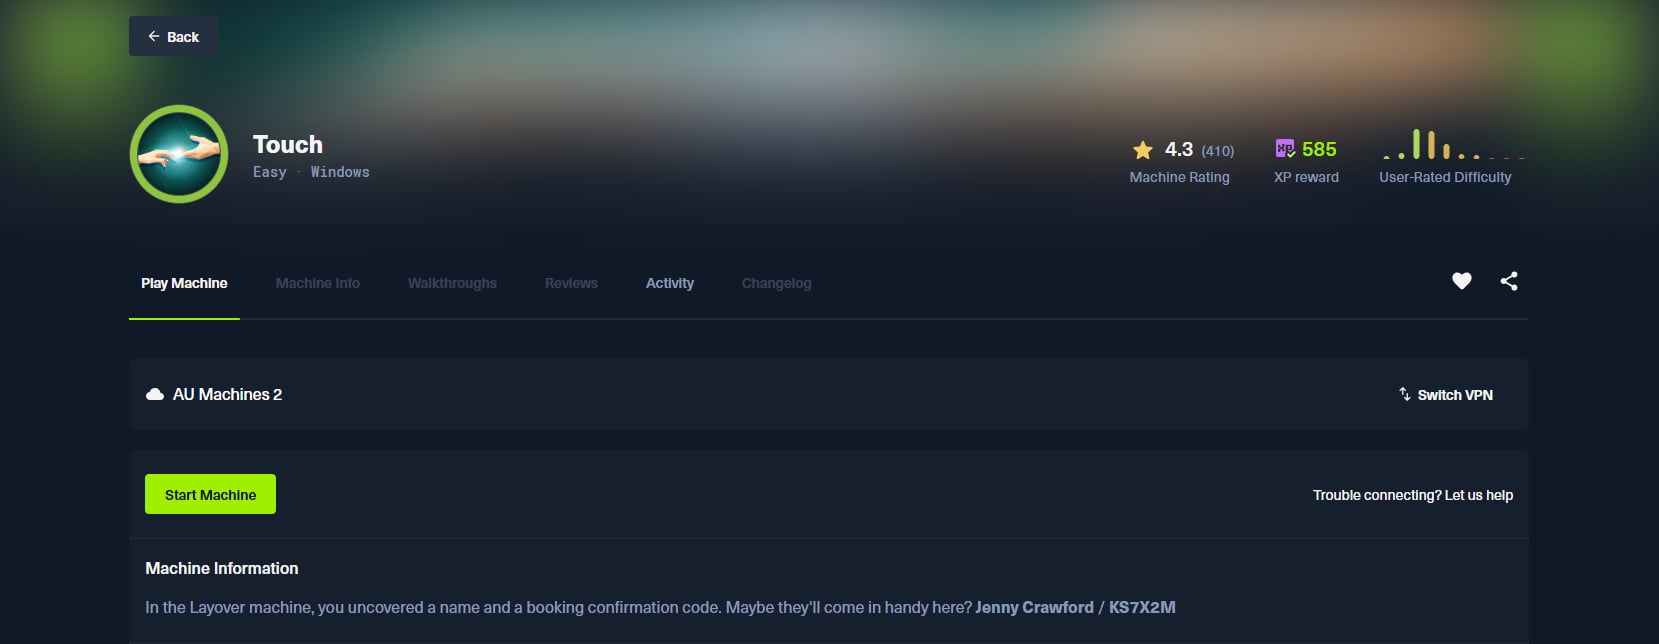 ← Back
Touch
Easy · Windows
4.3 (410)
Machine Rating
XP 585
XP reward
User-Rated Difficulty
Play Machine
Machine Info
Walkthroughs
Reviews
Activity
Changelog
AU Machines 2
Switch VPN
Start Machine
Trouble connecting? Let us help
Machine Information
In the Layover machine, you uncovered a name and a booking confirmation code. Maybe they'll come in handy here? Jenny Crawford / KS7X2M